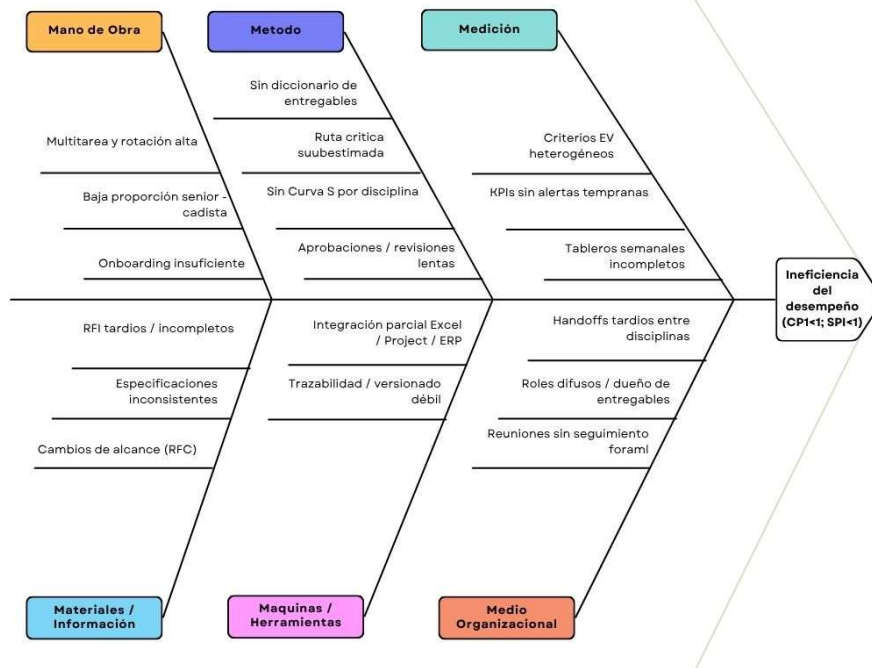 Mano de Obra
Metodo
Medición
Sin diccionario de
entregables
Multitarea y rotación alta
Ruta critica
suubestimada
Criterios EV
heterogéneos
Baja proporción senior -
cadista
Sin Curva S por disciplina
KPIs sin alertas tempranas
Onboarding insuficiente
Aprobaciones / revisiones
lentas
Tableros semanales
incompletos
Ineficiencia
del
desempeño
(CP1<1; SPI<1)
RFI tardios / incompletos
Integración parcial Excel
/ Project / ERP
Handoffs tardios entre
disciplinas
Especificaciones
inconsistentes
Trazabilidad / versionado
débil
Roles difusos / dueño de
entregables
Cambios de alcance (RFC)
Reuniones sin seguimiento
foraml
Materiales /
Información
Maquinas /
Herramientas
Medio
Organizacional